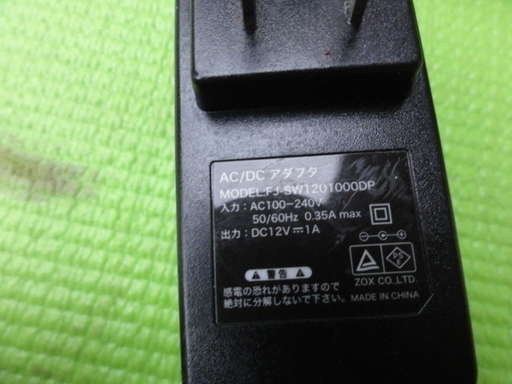 AC/DC アダプタ
MODEL:FJ-SW1201000DP
入力：AC100-240V
50/60Hz 0.35A max
出力：DC12V⎓1A
警告
感電の恐れがありますので
絶対に分解しないで下さい。
PSE
ZOX CO.,LTD.
MADE IN CHINA